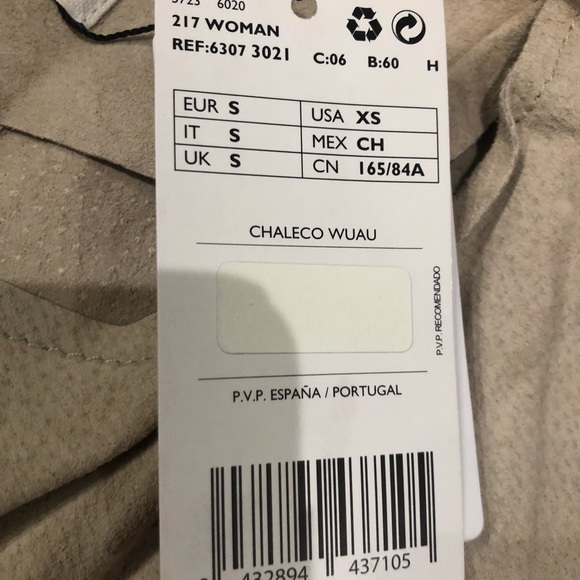 6020
217 WOMAN
REF:6307 3021 C:06 B:60 H
EUR S USA XS
IT S MEX CH
UK S CN 165/84A
CHALECO WUAU
P.V.P. RECOMENDADO
P.V.P. ESPAÑA / PORTUGAL
432894 437105